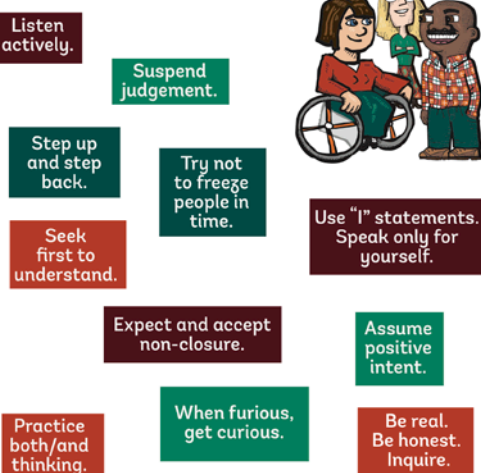 Listen
actively.
Suspend
judgement.
Step up
and step
back.
Try not
to freeze
people in
time.
Use “I” statements.
Speak only for
yourself.
Seek
first to
understand.
Expect and accept
non-closure.
Assume
positive
intent.
When furious,
get curious.
Practice
both/and
thinking.
Be real.
Be honest.
Inquire.